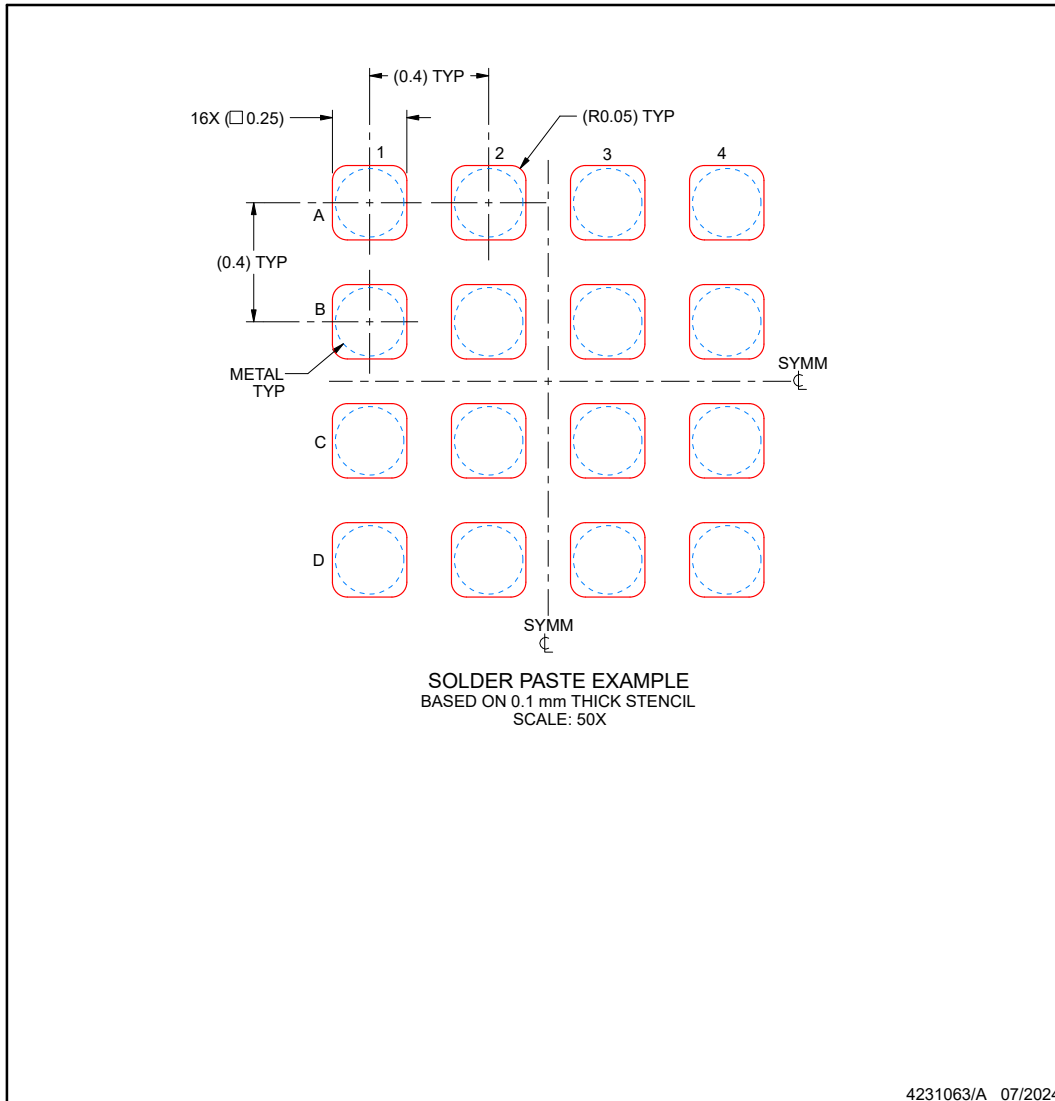 (0.4) TYP
16X (□ 0.25)
(R0.05) TYP
1
2
3
4
A
(0.4) TYP
B
METAL
TYP
SYMM
℄
C
D
SYMM
℄
SOLDER PASTE EXAMPLE
BASED ON 0.1 mm THICK STENCIL
SCALE: 50X
4231063/A 07/2024